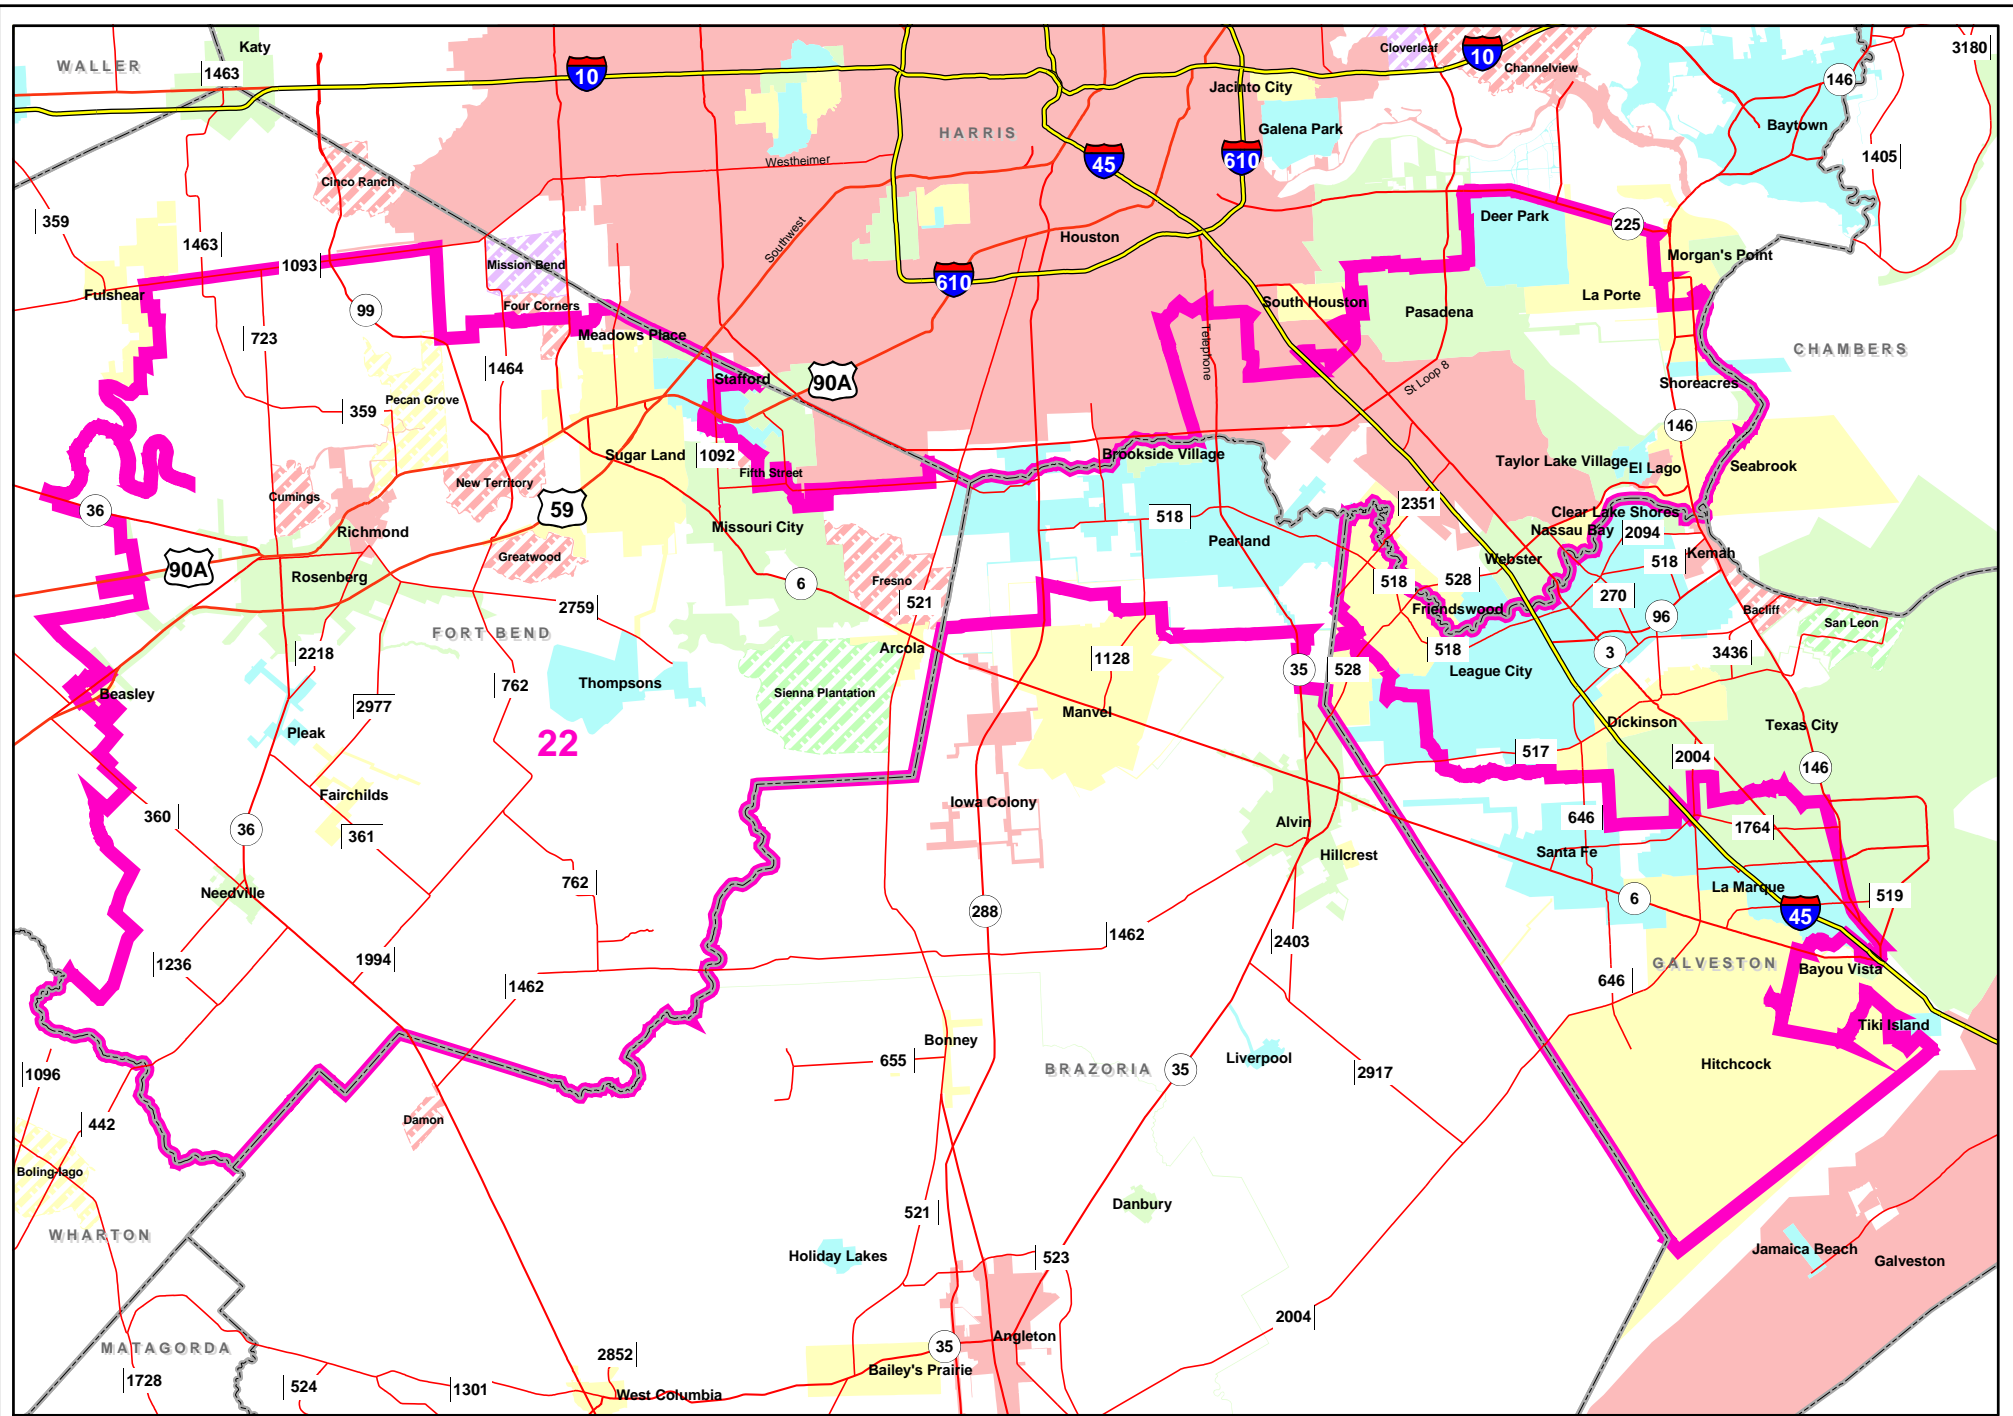 Katy
WALLER
1463
10
Cloverleaf
10
Channelview
3180
146
Jacinto City
HARRIS
Galena Park
Baytown
Westheimer
45
610
1405
Cinco Ranch
359
1463
Southwest
Houston
Deer Park
225
1093
Mission Bend
610
Morgan's Point
Fulshear
Four Corners
South Houston
La Porte
99
Pasadena
723
Meadows Place
Telephone
CHAMBERS
1464
Stafford
90A
St Loop 8
Shoreacres
359
Pecan Grove
146
Sugar Land
1092
Brookside Village
Taylor Lake Village
El Lago
Seabrook
Fifth Street
Cumings
New Territory
36
59
2351
Clear Lake Shores
518
Missouri City
Richmond
Nassau Bay
2094
Pearland
Greatwood
Webster
Kemah
518
90A
Rosenberg
6
Fresno
518
528
521
2759
270
Bacliff
Friendswood
96
San Leon
FORT BEND
2218
Arcola
1128
518
3
3436
35
528
League City
762
Thompsons
Sienna Plantation
Beasley
2977
Manvel
Dickinson
Texas City
Pleak
22
517
2004
146
Fairchilds
Iowa Colony
360
36
361
Alvin
646
1764
Hillcrest
Santa Fe
762
Needville
La Marque
6
519
288
45
1462
2403
1236
1994
GALVESTON
Bayou Vista
1462
646
Tiki Island
Bonney
655
Liverpool
Hitchcock
BRAZORIA
35
2917
1096
442
Damon
Boling-Iago
Danbury
521
WHARTON
Holiday Lakes
523
Jamaica Beach
Galveston
2004
Angleton
MATAGORDA
35
2852
Bailey's Prairie
1728
524
1301
West Columbia